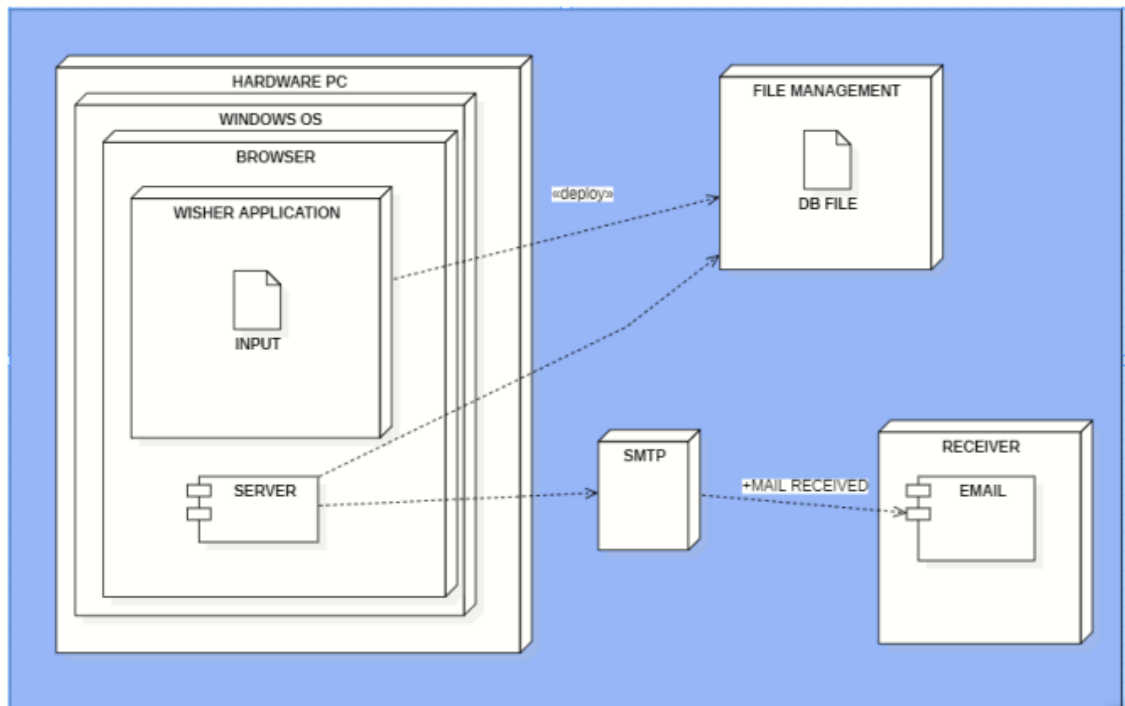 HARDWARE PC
WINDOWS OS
BROWSER
WISHER APPLICATION
INPUT
SERVER
«deploy»
FILE MANAGEMENT
DB FILE
SMTP
+MAIL RECEIVED
RECEIVER
EMAIL